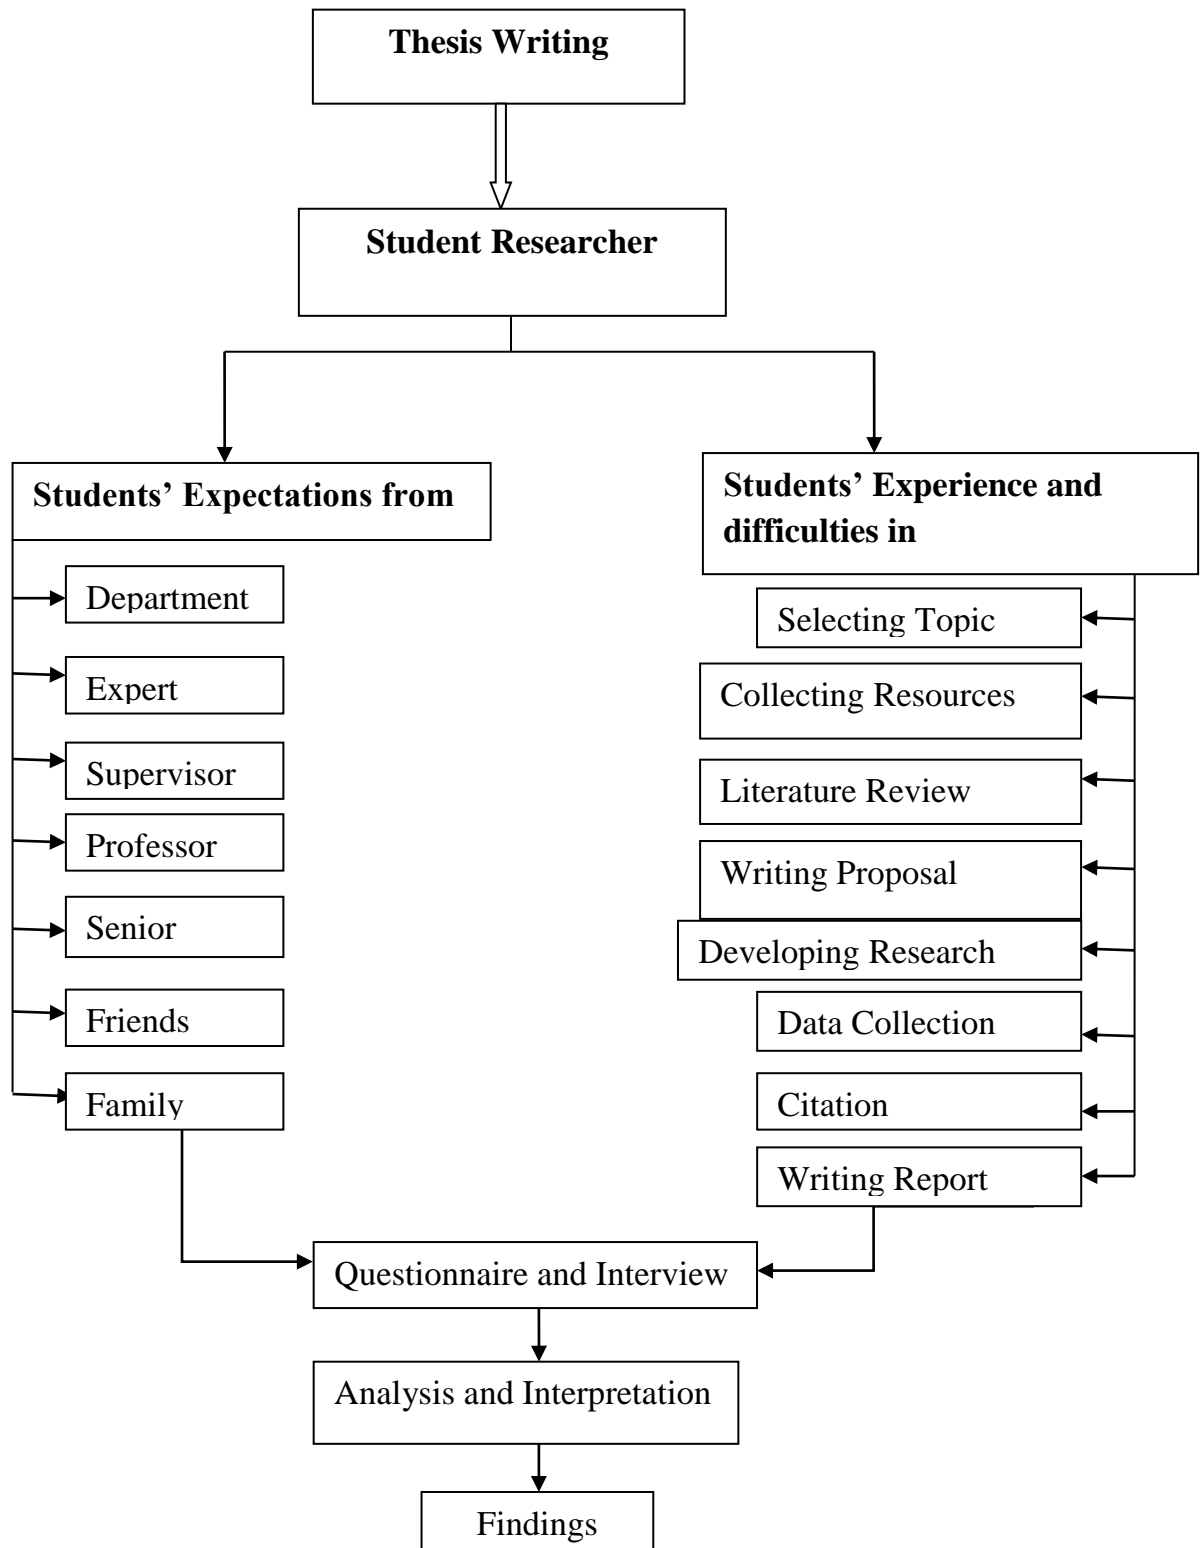 Thesis Writing
Student Researcher
Students’ Expectations from
Department
Expert
Supervisor
Professor
Senior
Friends
Family
Students’ Experience and
difficulties in
Selecting Topic
Collecting Resources
Literature Review
Writing Proposal
Developing Research
Data Collection
Citation
Writing Report
Questionnaire and Interview
Analysis and Interpretation
Findings